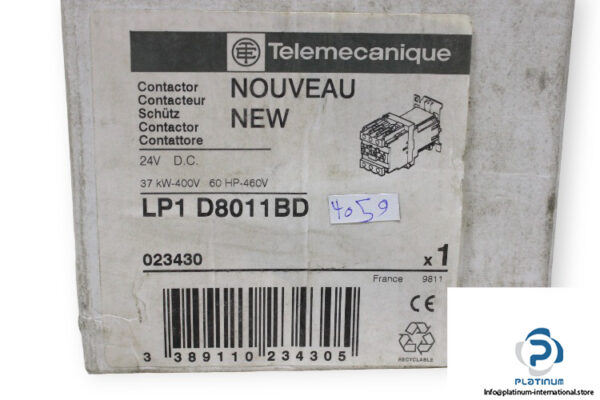 Telemecanique
Contactor
Contacteur
Schütz
Contactor
Contattore
NOUVEAU
NEW
24V D.C.
37 kW-400V 60 HP-460V
LP1 D8011BD
4059
023430
x 1
France 9811
3 389110 234305
CE
RECYCLABLE
PLATINUM
Info@platinum-international.store